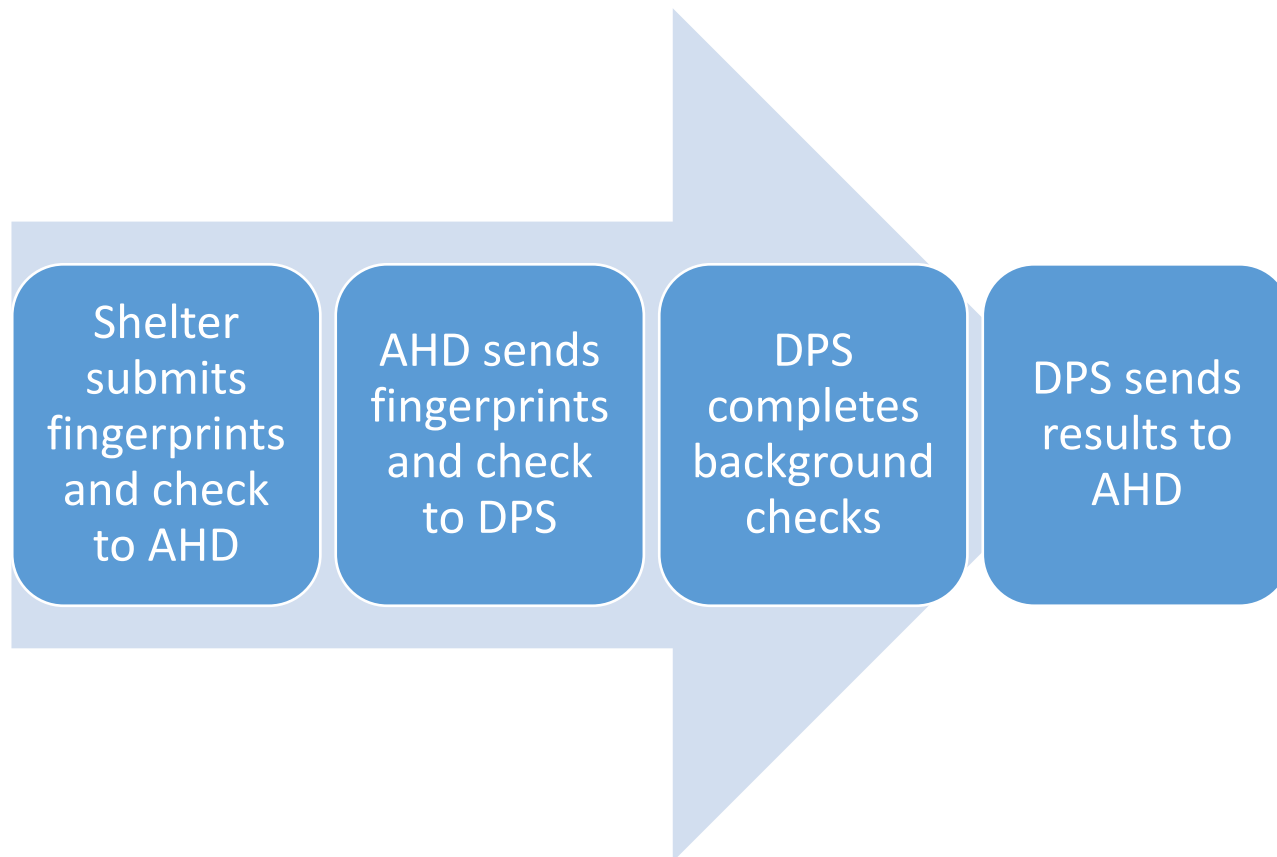 Shelter
submits
fingerprints
and check
to AHD
AHD sends
fingerprints
and check
to DPS
DPS
completes
background
checks
DPS sends
results to
AHD